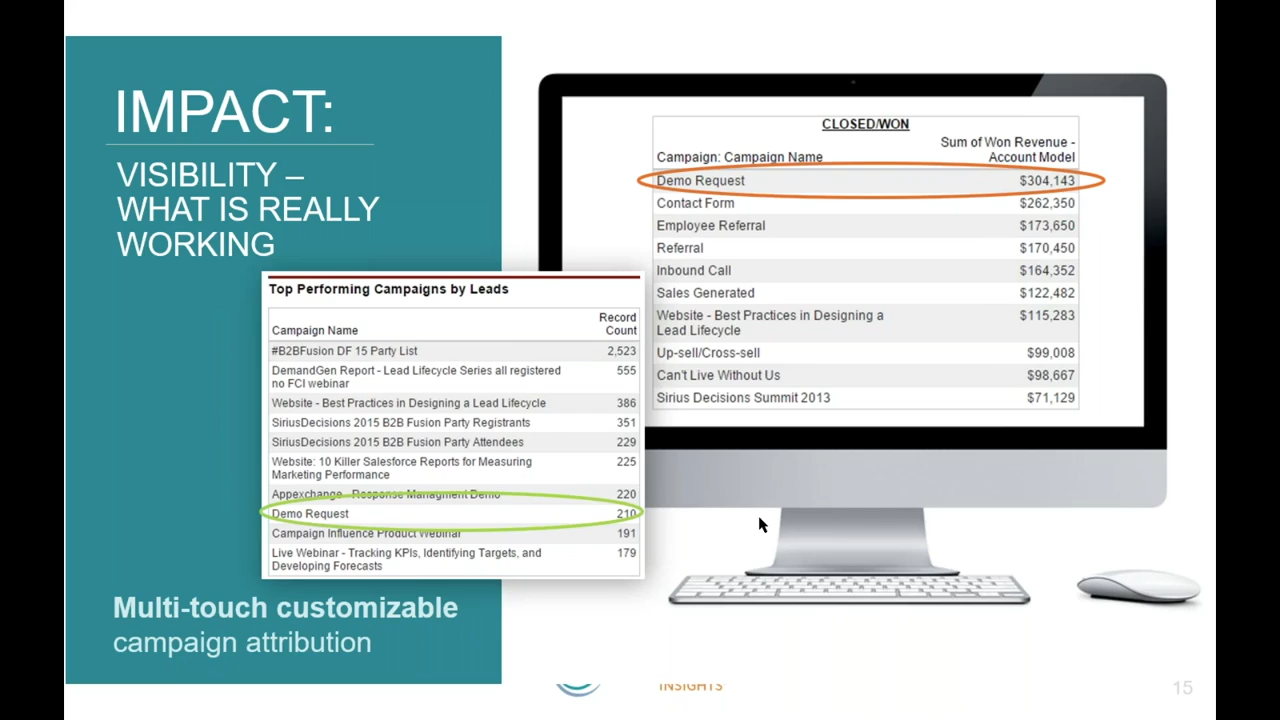 IMPACT:
VISIBILITY –
WHAT IS REALLY
WORKING
CLOSED/WON
Sum of Won Revenue -
Campaign: Campaign Name Account Model
Demo Request $304,143
Contact Form $262,350
Employee Referral $173,650
Referral $170,450
Inbound Call $164,352
Sales Generated $122,482
Website - Best Practices in Designing a $115,283
Lead Lifecycle
Up-sell/Cross-sell $99,008
Can't Live Without Us $98,667
Sirius Decisions Summit 2013 $71,129
Top Performing Campaigns by Leads
Record
Campaign Name Count
#B2BFusion DF 15 Party List 2,523
DemandGen Report - Lead Lifecycle Series all registered 555
no FCI webinar
Website - Best Practices in Designing a Lead Lifecycle 386
SiriusDecisions 2015 B2B Fusion Party Registrants 351
SiriusDecisions 2015 B2B Fusion Party Attendees 229
Website: 10 Killer Salesforce Reports for Measuring 225
Marketing Performance
Appexchange - Response Managment Demo 220
Demo Request 210
Campaign Influence Product Webinar 191
Live Webinar - Tracking KPIs, Identifying Targets, and 179
Developing Forecasts
Multi-touch customizable
campaign attribution
INSIGHTS
15